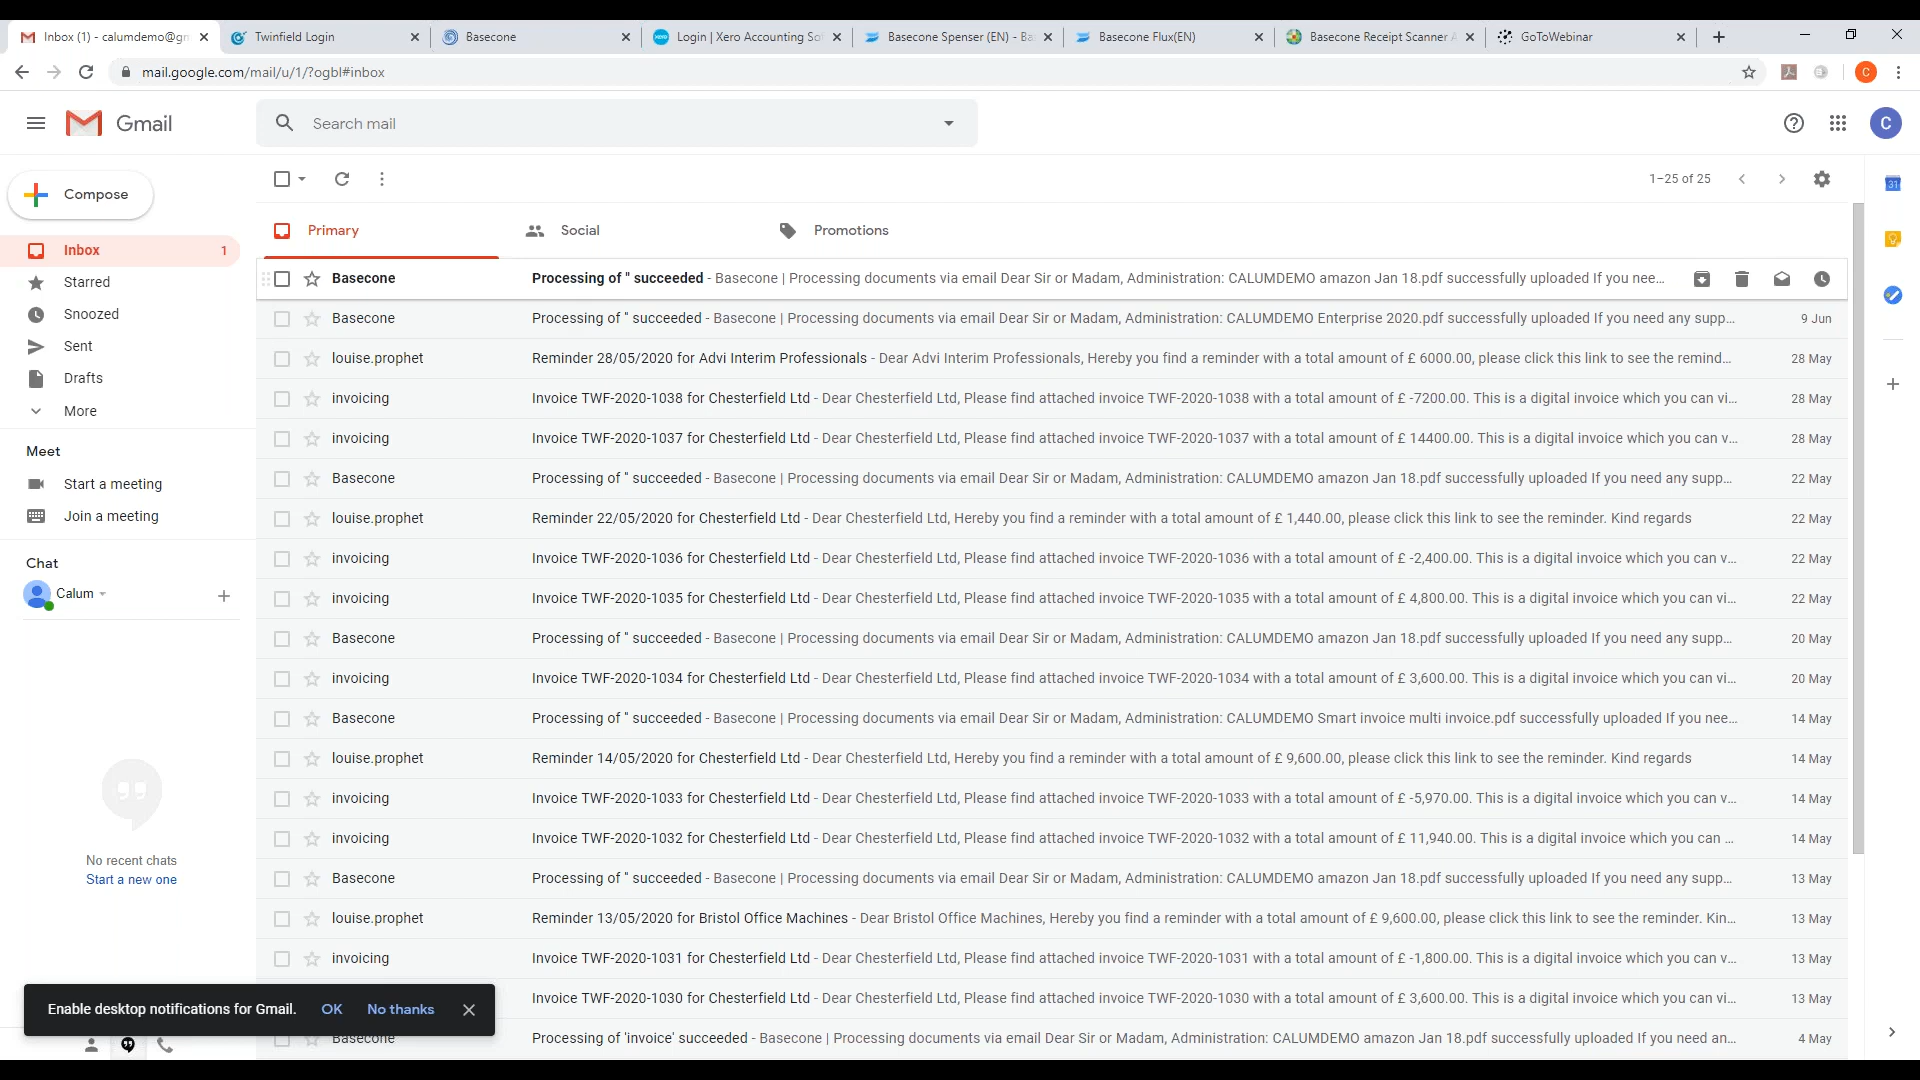 Inbox (1) - calumdemo@gm
Twinfield Login
Basecone
Login | Xero Accounting So
Basecone Spenser (EN) - Ba
Basecone Flux(EN)
Basecone Receipt Scanner A
GoToWebinar
mail.google.com/mail/u/1/?ogbl#inbox
C
Gmail
Search mail
C
Compose
1–25 of 25
31
Primary
Social
Promotions
Inbox 1
Starred
Snoozed
Sent
Drafts
More
Meet
Start a meeting
Join a meeting
Chat
Calum
No recent chats
Start a new one
Basecone Processing of '' succeeded - Basecone | Processing documents via email Dear Sir or Madam, Administration: CALUMDEMO amazon Jan 18.pdf successfully uploaded If you nee...
Basecone Processing of '' succeeded - Basecone | Processing documents via email Dear Sir or Madam, Administration: CALUMDEMO Enterprise 2020.pdf successfully uploaded If you need any supp... 9 Jun
louise.prophet Reminder 28/05/2020 for Advi Interim Professionals - Dear Advi Interim Professionals, Hereby you find a reminder with a total amount of £ 6000.00, please click this link to see the remind... 28 May
invoicing Invoice TWF-2020-1038 for Chesterfield Ltd - Dear Chesterfield Ltd, Please find attached invoice TWF-2020-1038 with a total amount of £ -7200.00. This is a digital invoice which you can vi... 28 May
invoicing Invoice TWF-2020-1037 for Chesterfield Ltd - Dear Chesterfield Ltd, Please find attached invoice TWF-2020-1037 with a total amount of £ 14400.00. This is a digital invoice which you can v... 28 May
Basecone Processing of '' succeeded - Basecone | Processing documents via email Dear Sir or Madam, Administration: CALUMDEMO amazon Jan 18.pdf successfully uploaded If you need any supp... 22 May
louise.prophet Reminder 22/05/2020 for Chesterfield Ltd - Dear Chesterfield Ltd, Hereby you find a reminder with a total amount of £ 1,440.00, please click this link to see the reminder. Kind regards 22 May
invoicing Invoice TWF-2020-1036 for Chesterfield Ltd - Dear Chesterfield Ltd, Please find attached invoice TWF-2020-1036 with a total amount of £ -2,400.00. This is a digital invoice which you can v... 22 May
invoicing Invoice TWF-2020-1035 for Chesterfield Ltd - Dear Chesterfield Ltd, Please find attached invoice TWF-2020-1035 with a total amount of £ 4,800.00. This is a digital invoice which you can vi... 22 May
Basecone Processing of '' succeeded - Basecone | Processing documents via email Dear Sir or Madam, Administration: CALUMDEMO amazon Jan 18.pdf successfully uploaded If you need any supp... 20 May
invoicing Invoice TWF-2020-1034 for Chesterfield Ltd - Dear Chesterfield Ltd, Please find attached invoice TWF-2020-1034 with a total amount of £ 3,600.00. This is a digital invoice which you can vi... 20 May
Basecone Processing of '' succeeded - Basecone | Processing documents via email Dear Sir or Madam, Administration: CALUMDEMO Smart invoice multi invoice.pdf successfully uploaded If you nee... 14 May
louise.prophet Reminder 14/05/2020 for Chesterfield Ltd - Dear Chesterfield Ltd, Hereby you find a reminder with a total amount of £ 9,600.00, please click this link to see the reminder. Kind regards 14 May
invoicing Invoice TWF-2020-1033 for Chesterfield Ltd - Dear Chesterfield Ltd, Please find attached invoice TWF-2020-1033 with a total amount of £ -5,970.00. This is a digital invoice which you can v... 14 May
invoicing Invoice TWF-2020-1032 for Chesterfield Ltd - Dear Chesterfield Ltd, Please find attached invoice TWF-2020-1032 with a total amount of £ 11,940.00. This is a digital invoice which you can ... 14 May
Basecone Processing of '' succeeded - Basecone | Processing documents via email Dear Sir or Madam, Administration: CALUMDEMO amazon Jan 18.pdf successfully uploaded If you need any supp... 13 May
louise.prophet Reminder 13/05/2020 for Bristol Office Machines - Dear Bristol Office Machines, Hereby you find a reminder with a total amount of £ 9,600.00, please click this link to see the reminder. Kin... 13 May
invoicing Invoice TWF-2020-1031 for Chesterfield Ltd - Dear Chesterfield Ltd, Please find attached invoice TWF-2020-1031 with a total amount of £ -1,800.00. This is a digital invoice which you can v... 13 May
Invoice TWF-2020-1030 for Chesterfield Ltd - Dear Chesterfield Ltd, Please find attached invoice TWF-2020-1030 with a total amount of £ 3,600.00. This is a digital invoice which you can vi... 13 May
Basecone Processing of 'invoice' succeeded - Basecone | Processing documents via email Dear Sir or Madam, Administration: CALUMDEMO amazon Jan 18.pdf successfully uploaded If you need an... 4 May
Enable desktop notifications for Gmail. OK No thanks